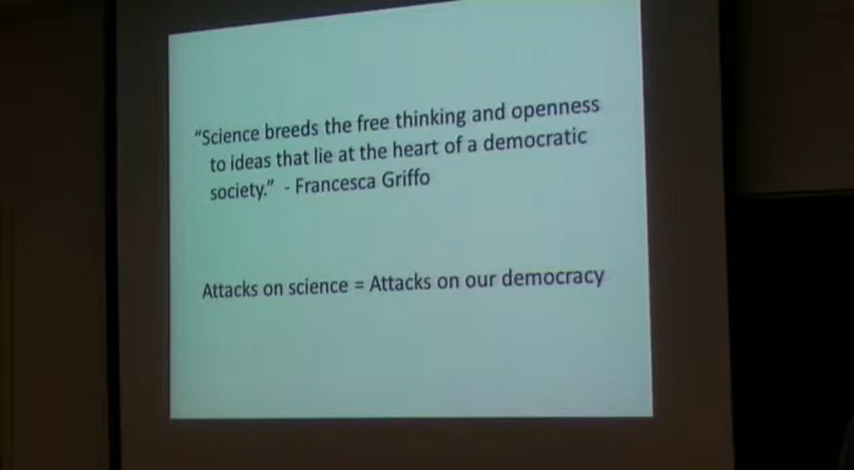 “Science breeds the free thinking and openness
to ideas that lie at the heart of a democratic
society.” - Francesca Griffo
Attacks on science = Attacks on our democracy